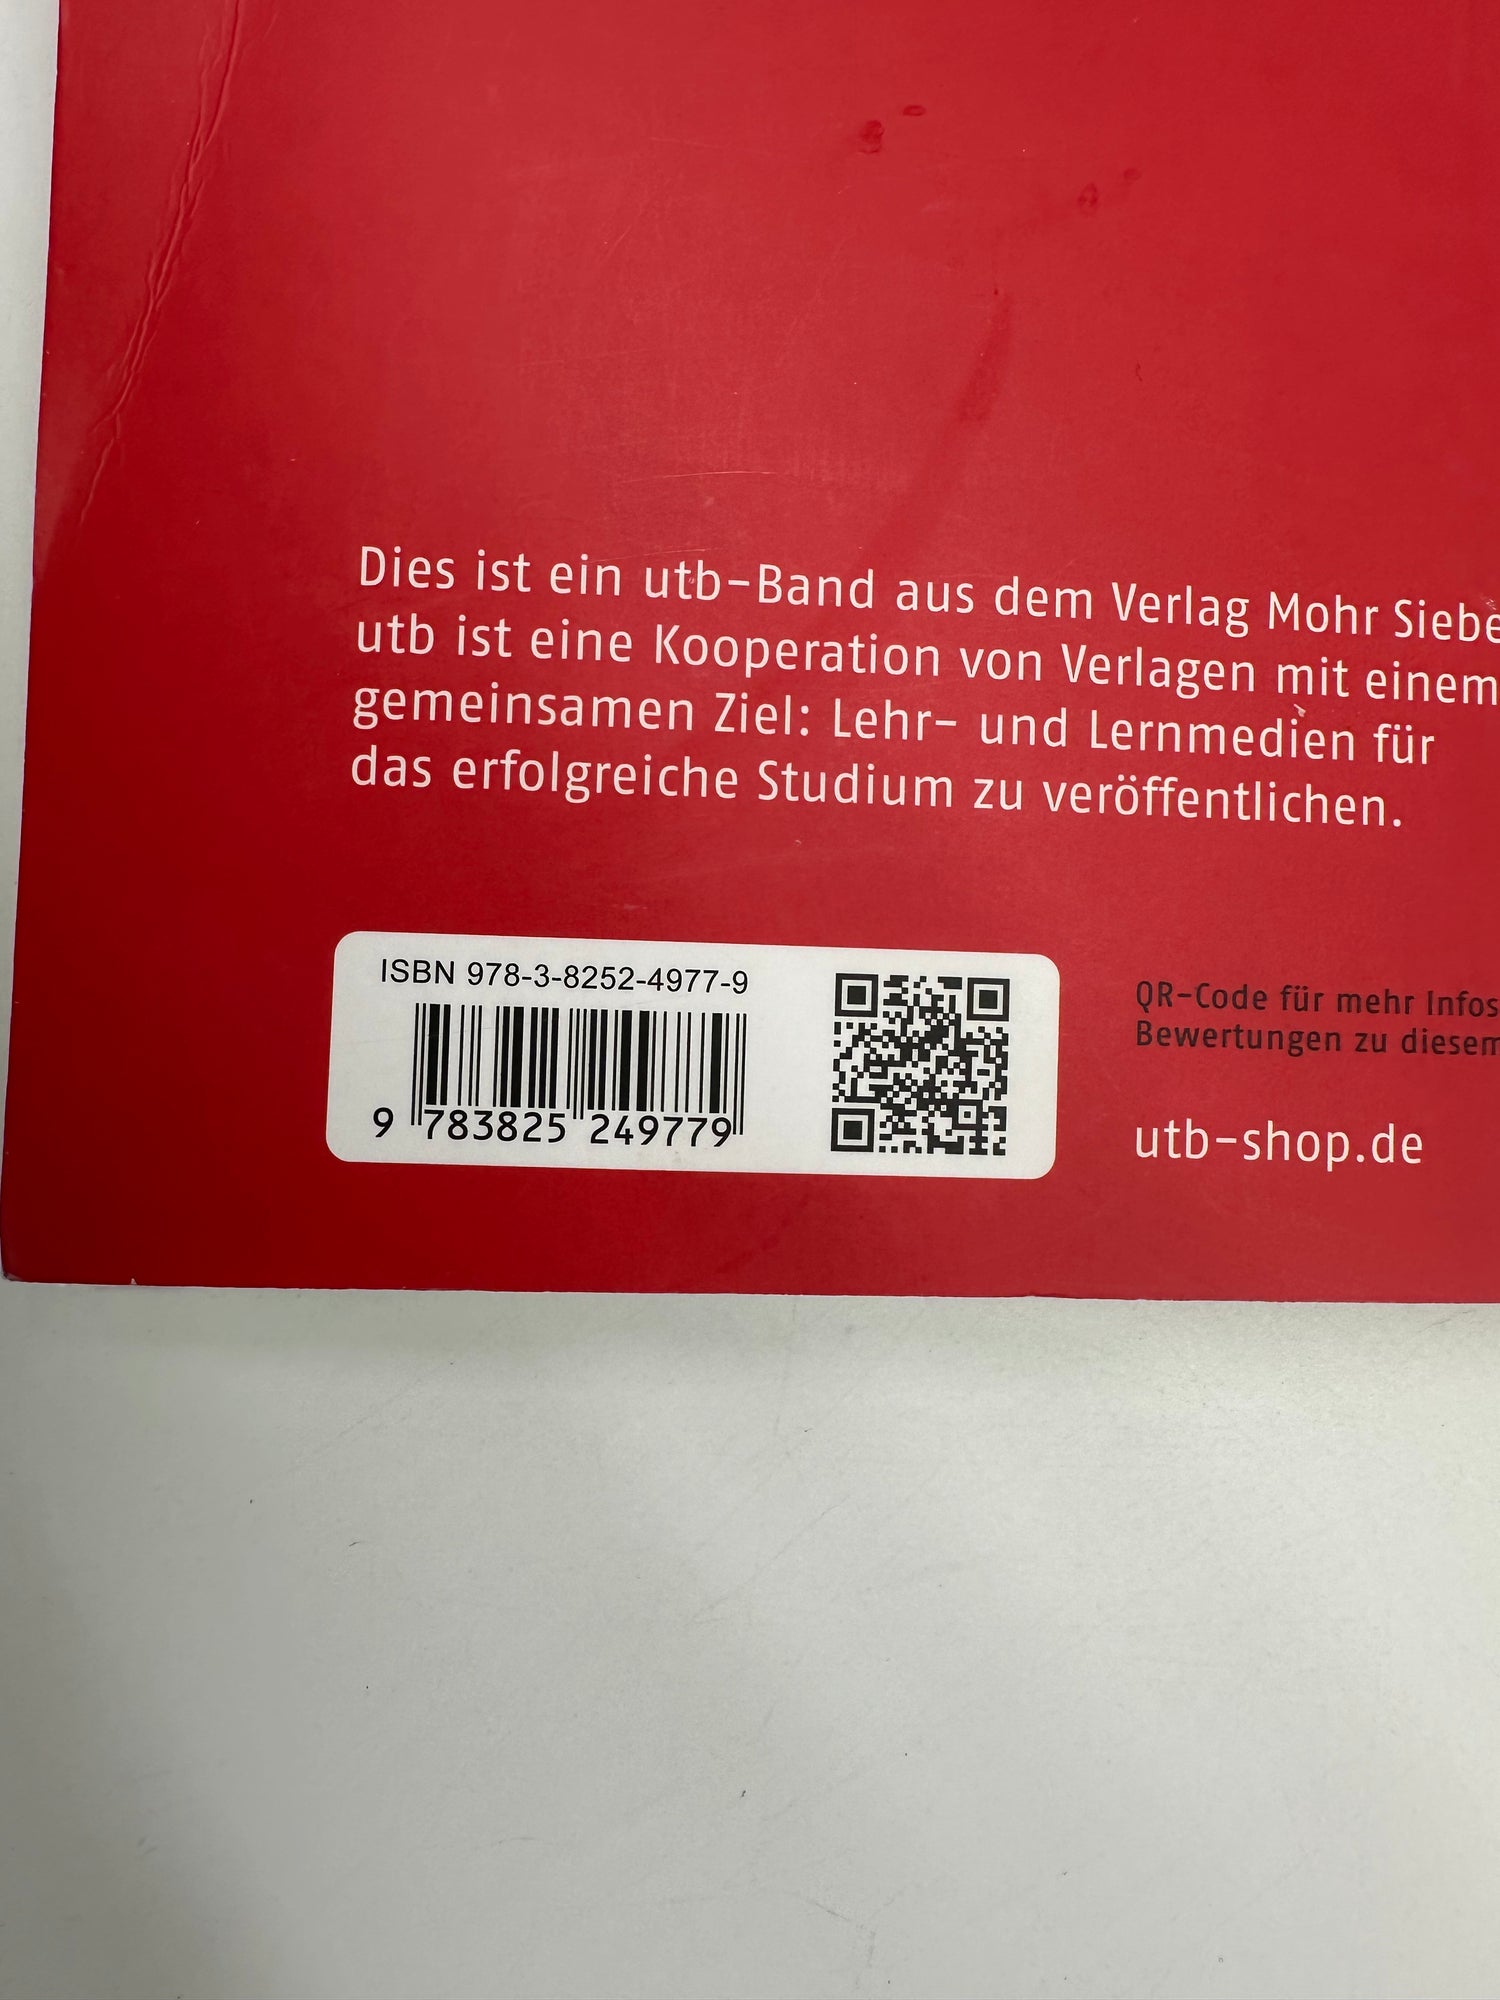 Dies ist ein utb-Band aus dem Verlag Mohr Siebe
utb ist eine Kooperation von Verlagen mit einem
gemeinsamen Ziel: Lehr- und Lernmedien für
das erfolgreiche Studium zu veröffentlichen.
ISBN 978-3-8252-4977-9
9 783825 249779
QR-Code für mehr Infos
Bewertungen zu diesem
utb-shop.de